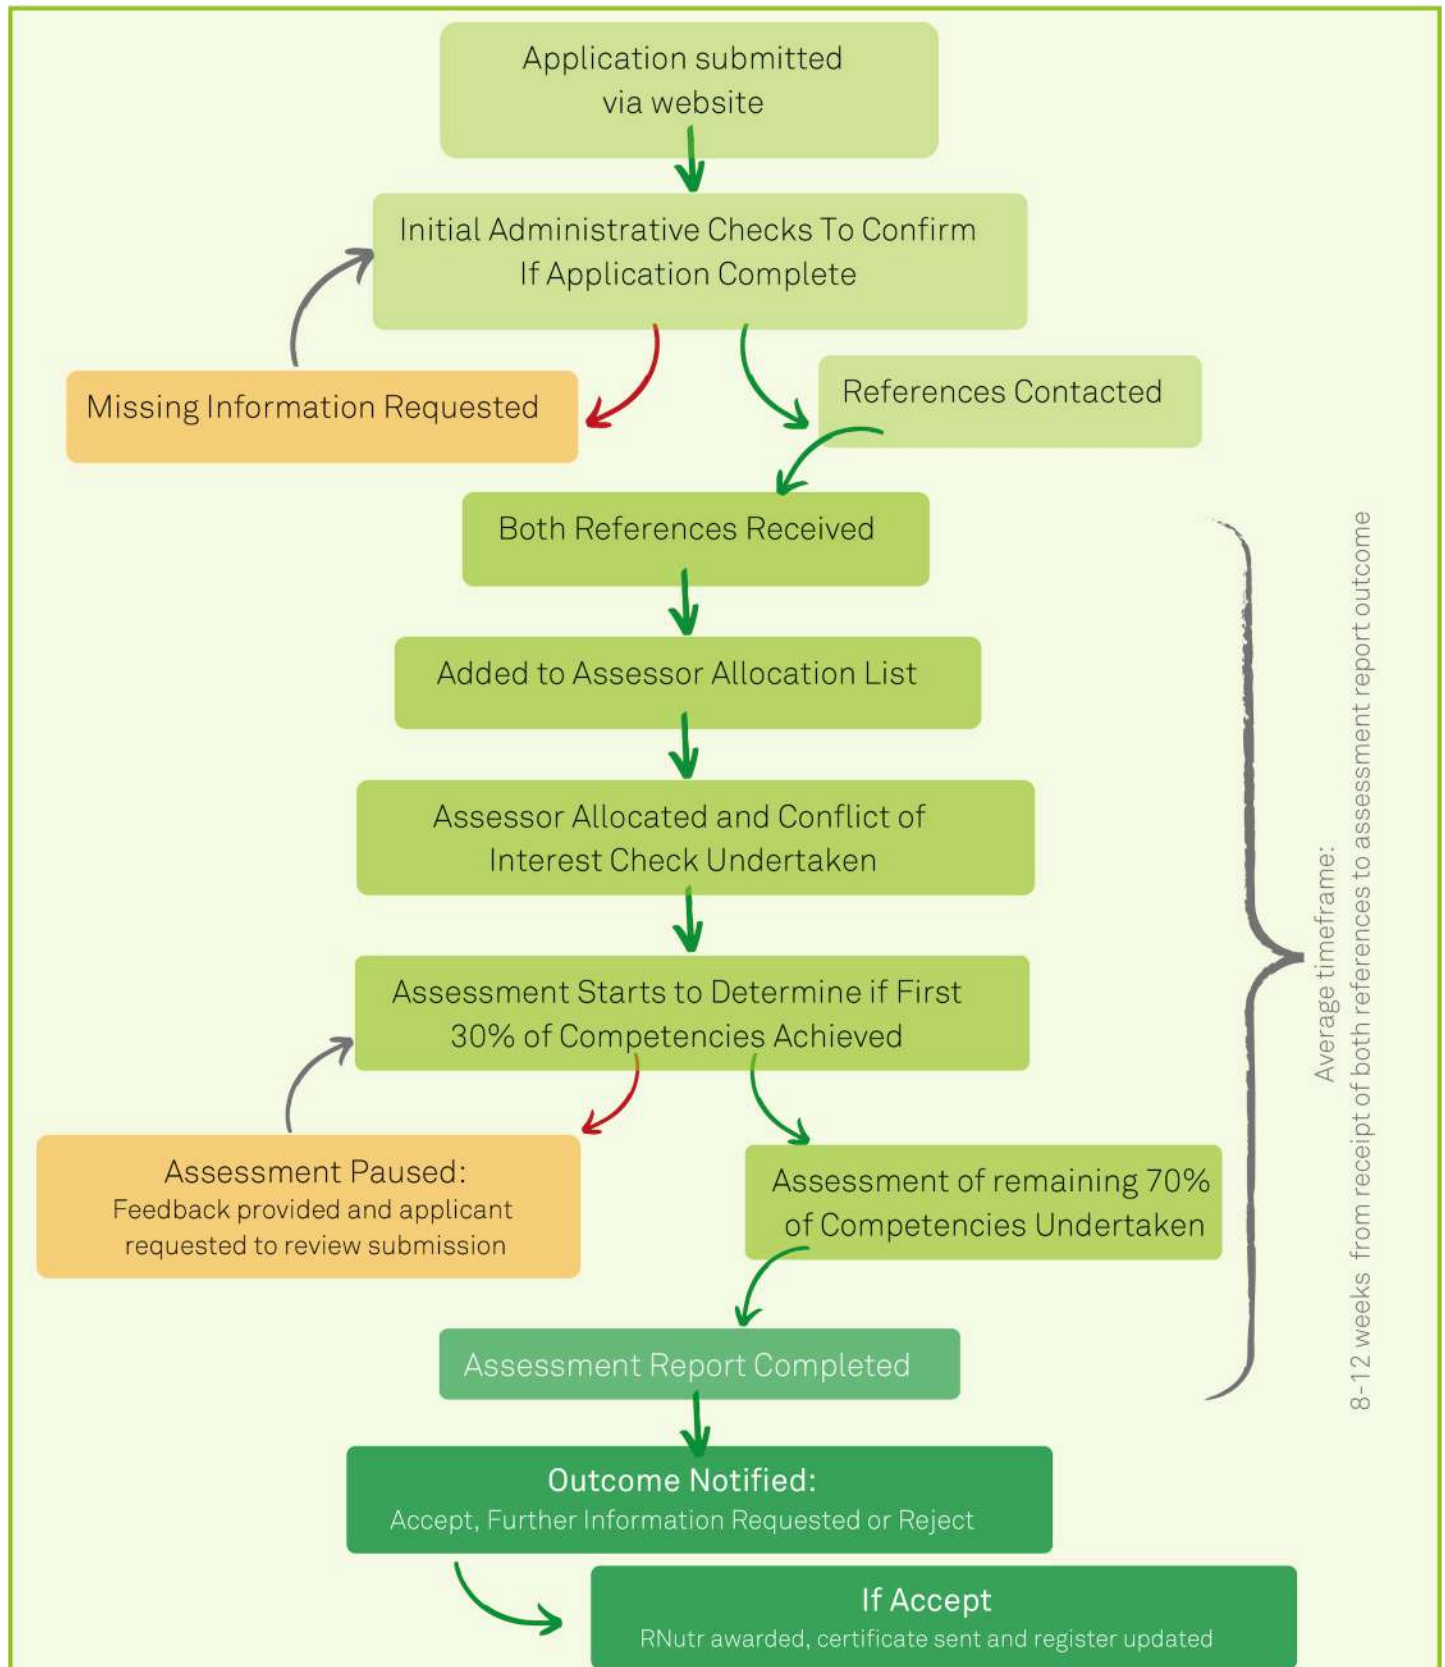 Application submitted
via website
Initial Administrative Checks To Confirm
If Application Complete
Missing Information Requested
References Contacted
Both References Received
Added to Assessor Allocation List
Assessor Allocated and Conflict of
Interest Check Undertaken
Assessment Starts to Determine if First
30% of Competencies Achieved
Assessment Paused:
Feedback provided and applicant
requested to review submission
Assessment of remaining 70%
of Competencies Undertaken
Assessment Report Completed
Outcome Notified:
Accept, Further Information Requested or Reject
If Accept
RNutr awarded, certificate sent and register updated
Average timeframe:
8-12 weeks from receipt of both references to assessment report outcome